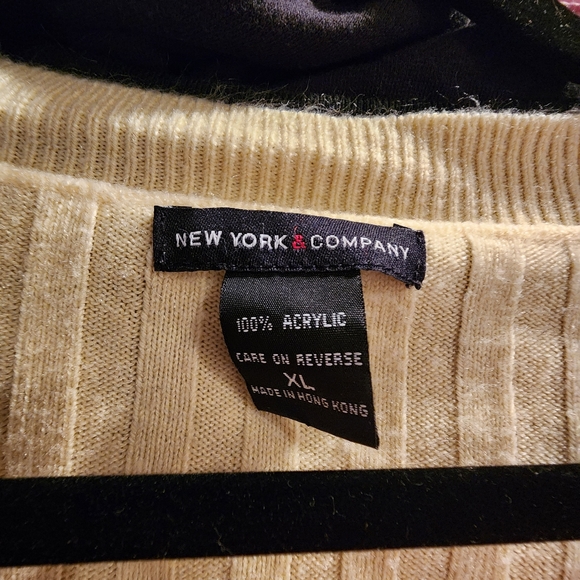 NEW YORK & COMPANY
100% ACRYLIC
CARE ON REVERSE
XL
MADE IN HONG KONG